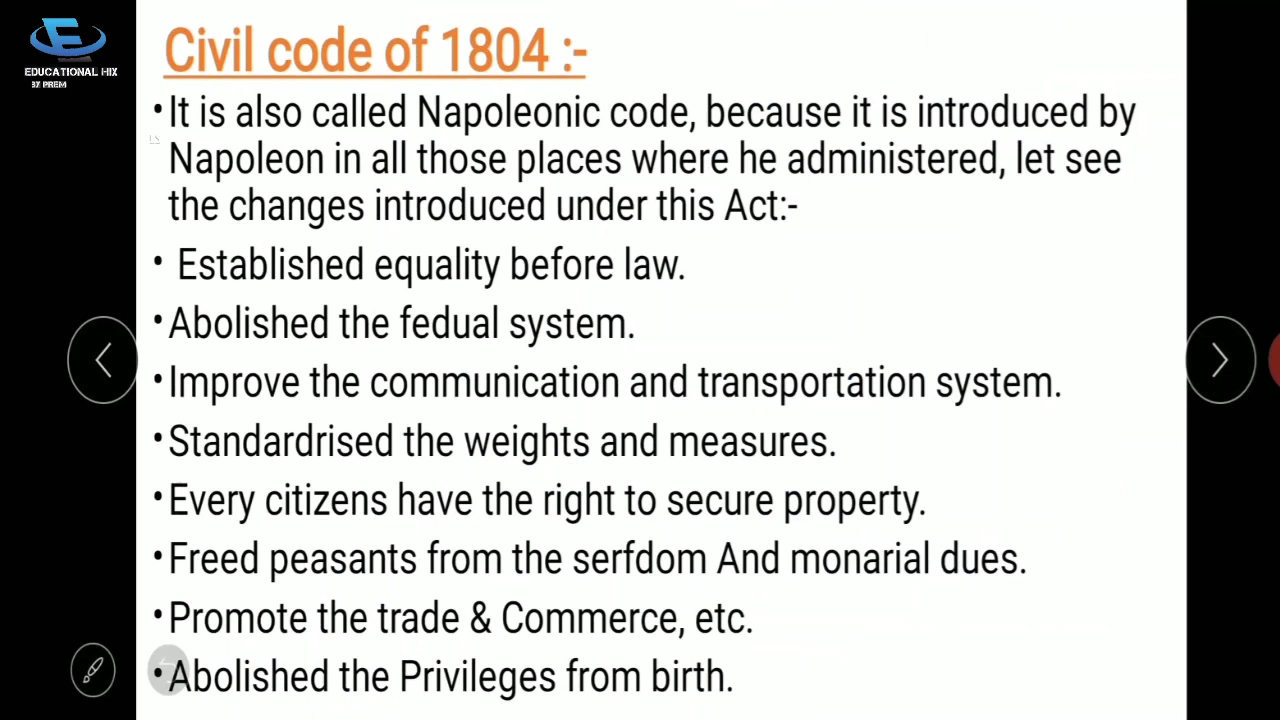 EDUCATIONAL HIX
BY PREM
Civil code of 1804 :-
•It is also called Napoleonic code, because it is introduced by
Napoleon in all those places where he administered, let see
the changes introduced under this Act:-
• Established equality before law.
•Abolished the fedual system.
•Improve the communication and transportation system.
•Standardrised the weights and measures.
•Every citizens have the right to secure property.
•Freed peasants from the serfdom And monarial dues.
•Promote the trade & Commerce, etc.
•Abolished the Privileges from birth.